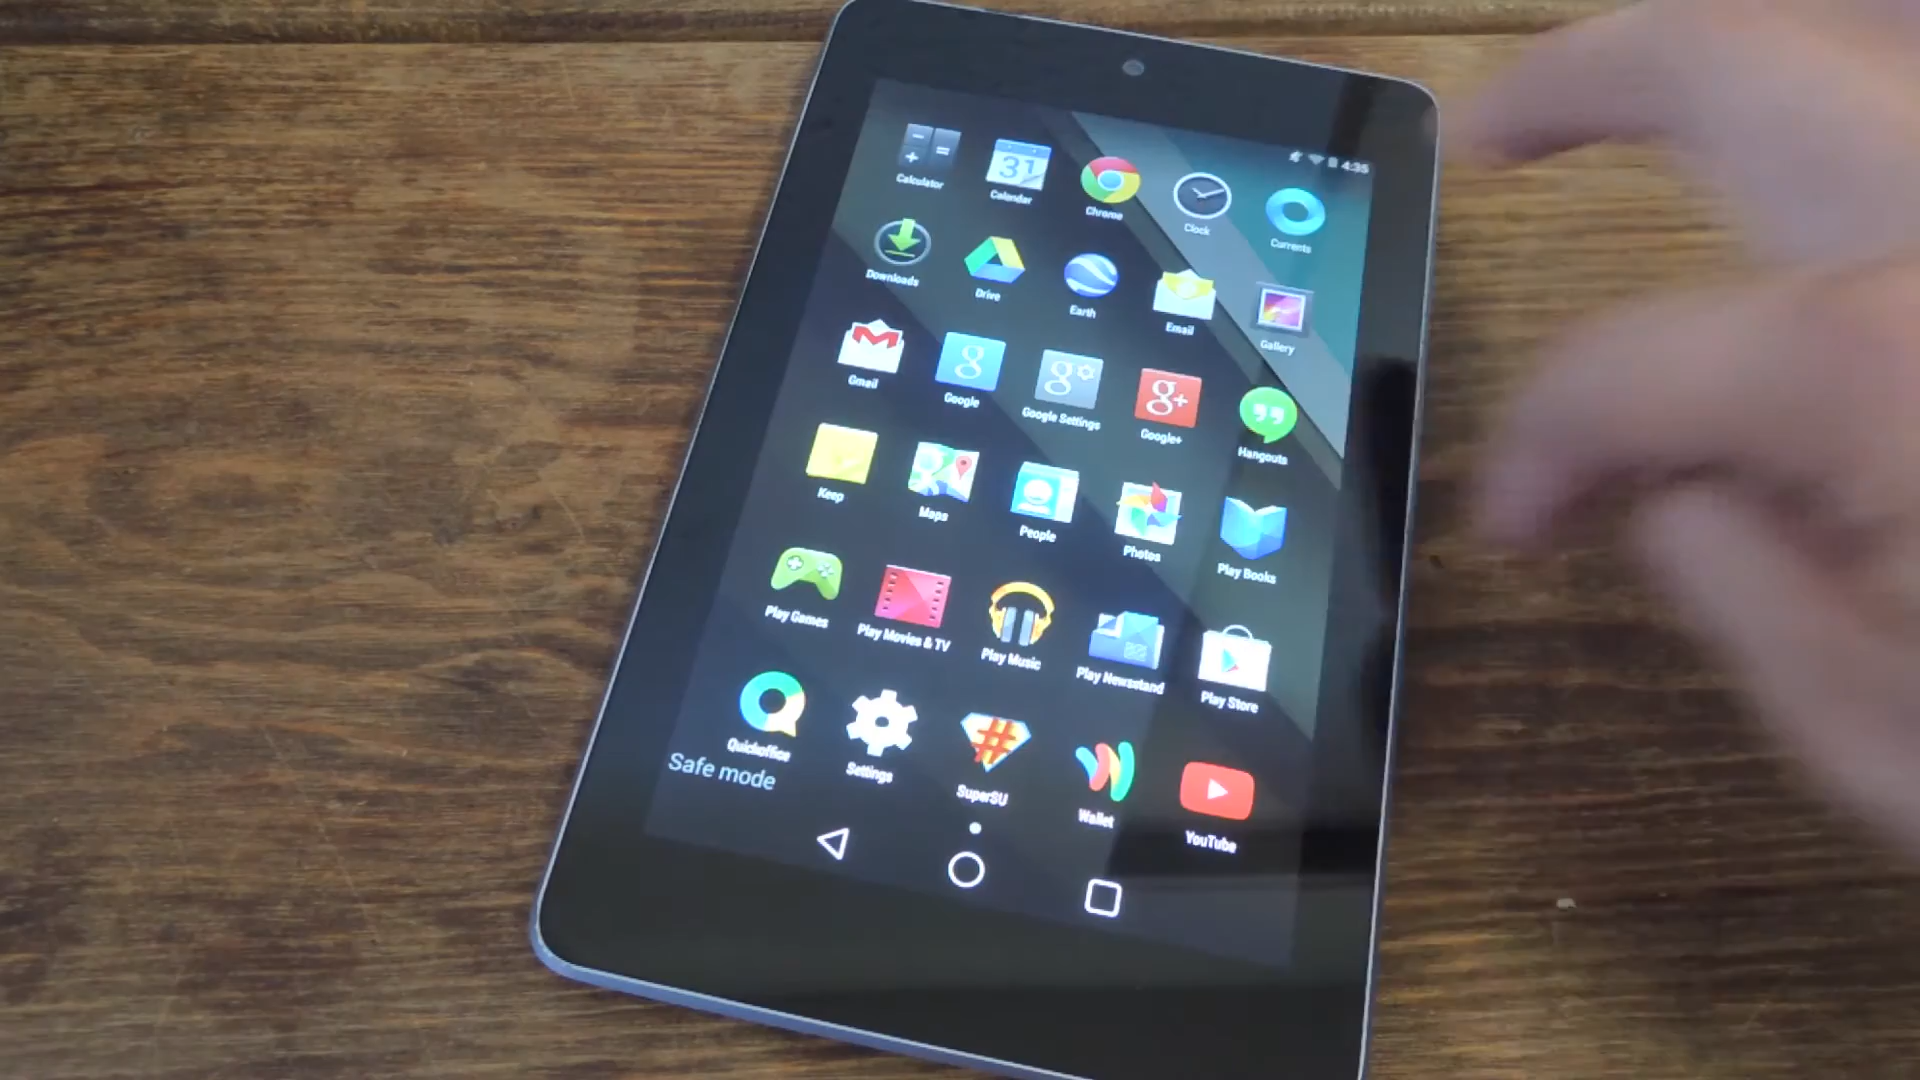 4:35
Calculator
Calendar
Chrome
Clock
Currents
31
Downloads
Drive
Earth
Email
Gallery
Gmail
Google
Google Settings
Google+
Hangouts
g
g
g+
Keep
Maps
People
Photos
Play Books
Play Games
Play Movies & TV
Play Music
Play Newsstand
Play Store
Quickoffice
Settings
SuperSU
Wallet
YouTube
#
Safe mode